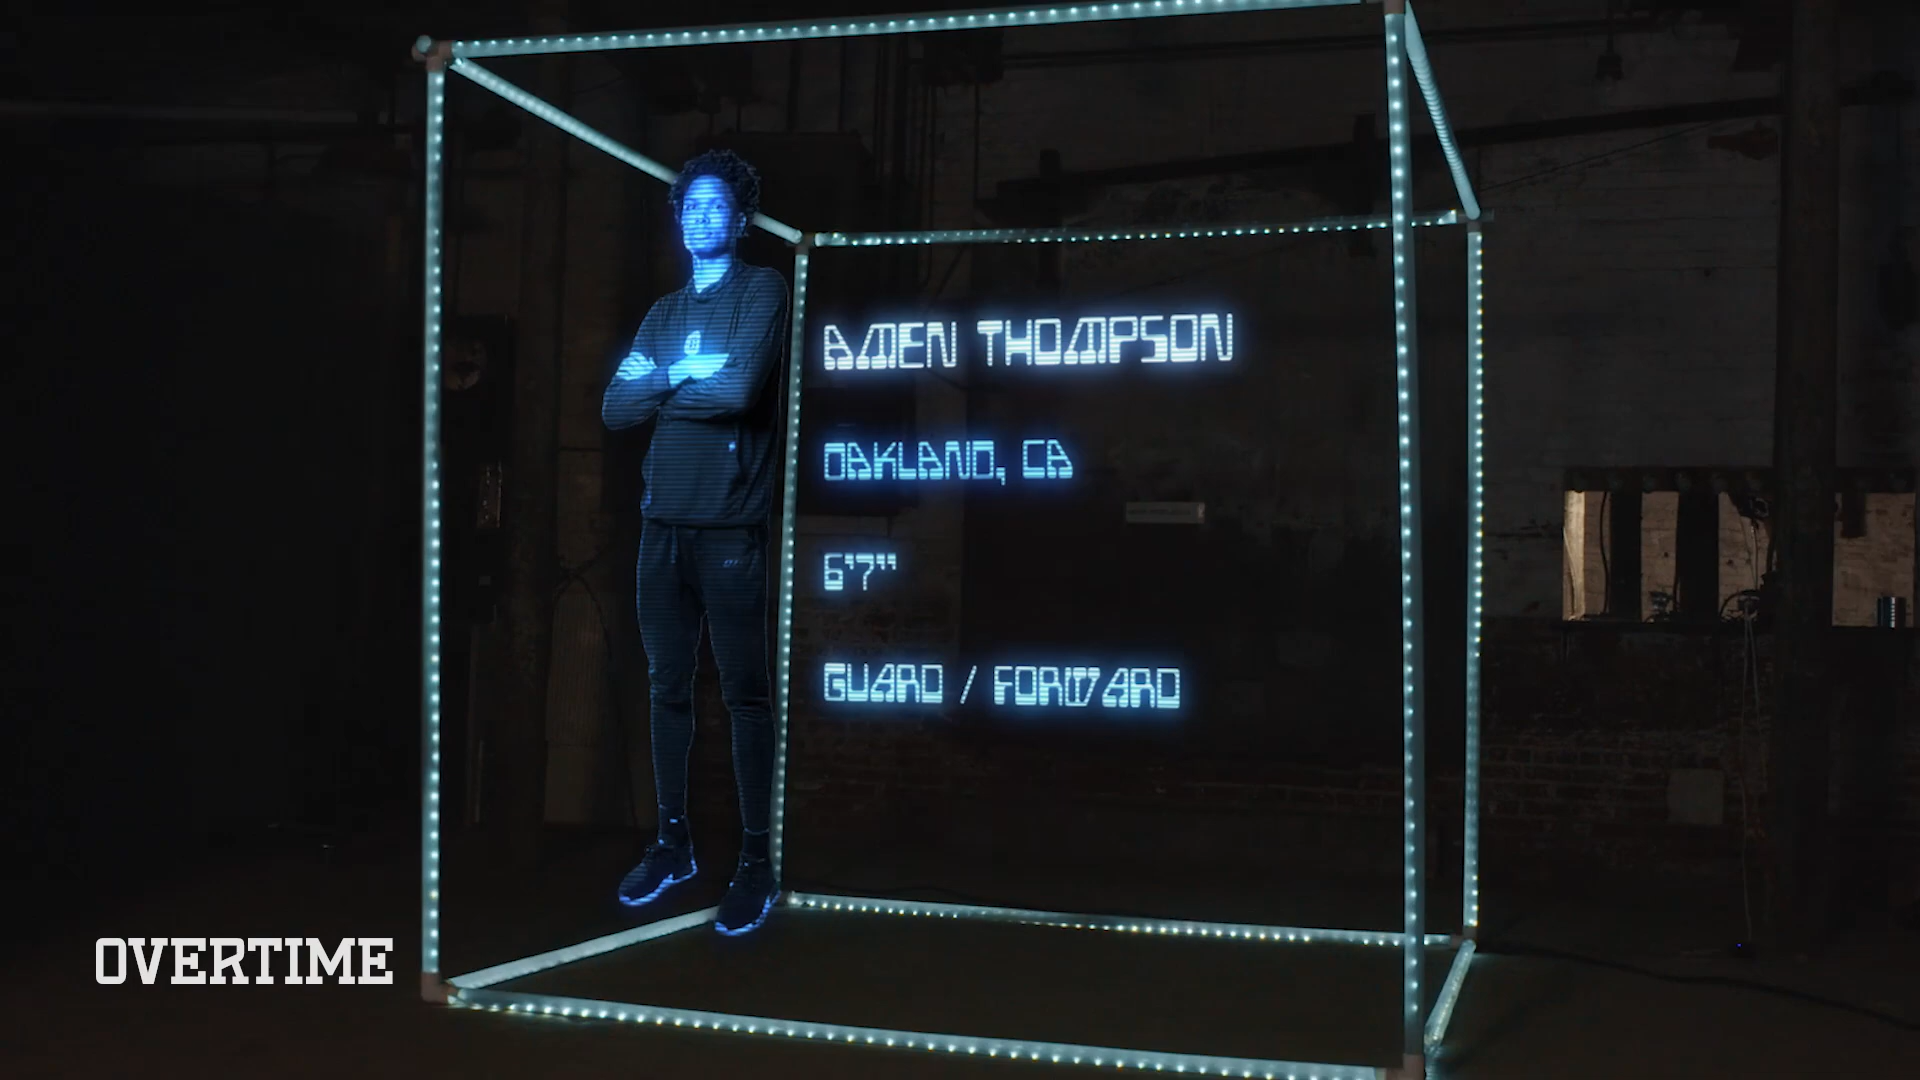 AMEN THOMPSON
OAKLAND, CA
6'7"
GUARD / FORWARD
OVERTIME